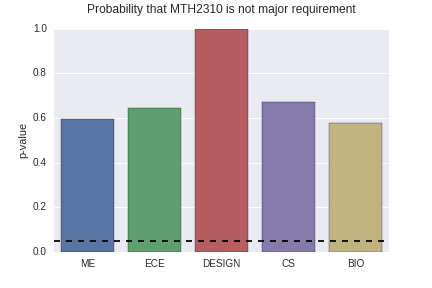 Probability that MTH2310 is not major requirement
1.0
0.8
0.6
0.4
0.2
0.0
p-value
ME ECE DESIGN CS BIO